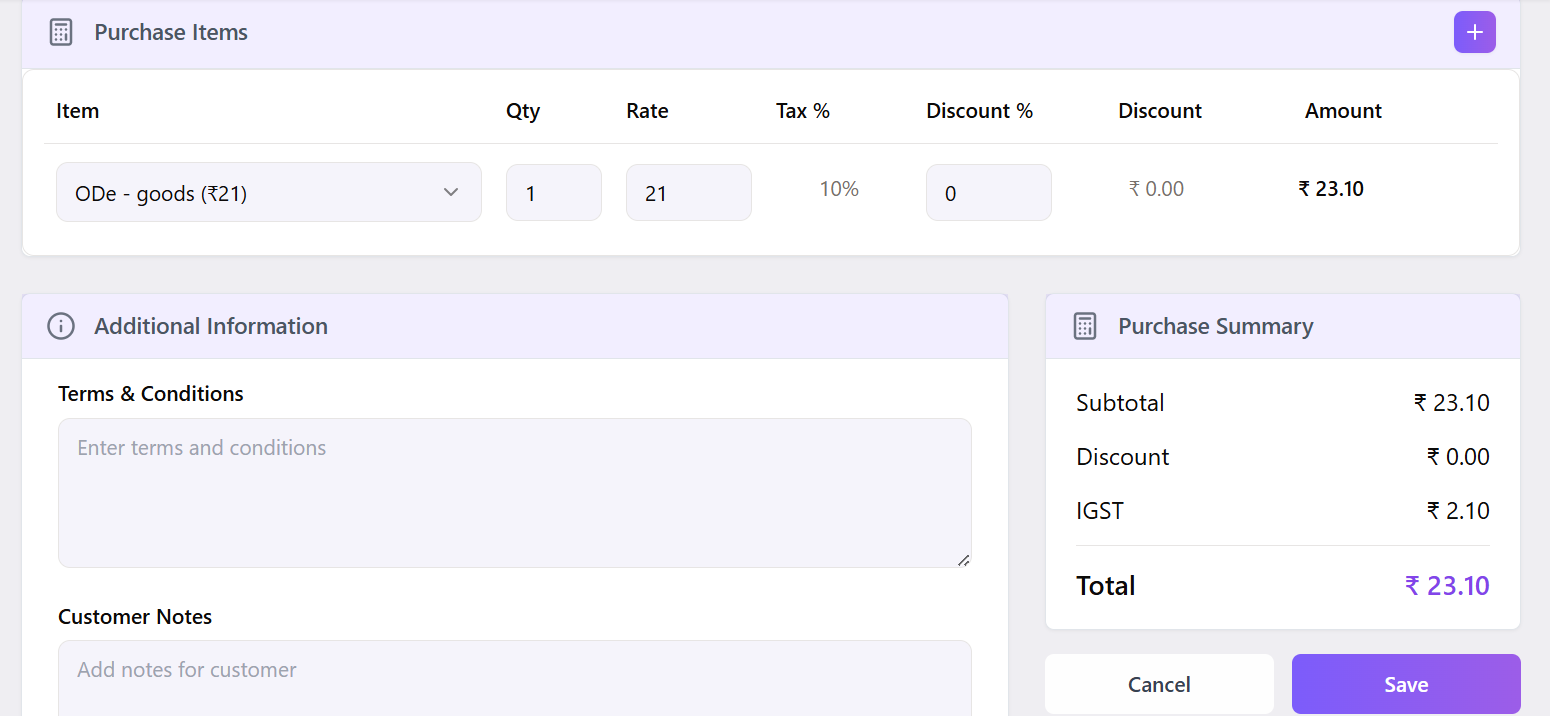 Purchase Items
+
Item Qty Rate Tax % Discount % Discount Amount
ODe - goods (₹21) 1 21 10% 0 ₹ 0.00 ₹ 23.10
Additional Information
Terms & Conditions
Enter terms and conditions
Customer Notes
Add notes for customer
Purchase Summary
Subtotal ₹ 23.10
Discount ₹ 0.00
IGST ₹ 2.10
Total ₹ 23.10
Cancel Save